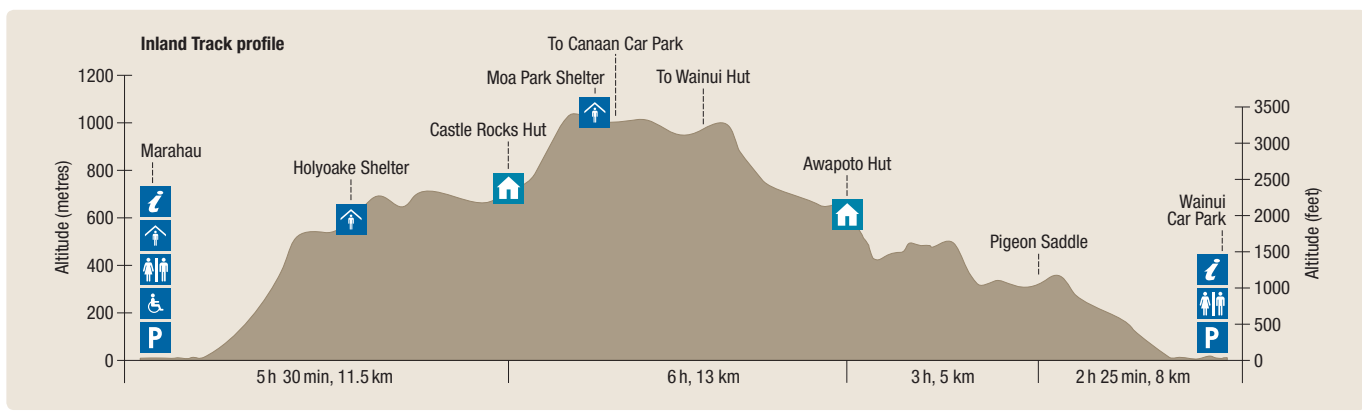 Inland Track profile
To Canaan Car Park
Moa Park Shelter
To Wainui Hut
Castle Rocks Hut
Marahau
Holyoake Shelter
Awapoto Hut
Wainui
Car Park
Pigeon Saddle
Altitude (metres)
1200
1000
800
600
400
200
0
Altitude (feet)
3500
3000
2500
2000
1500
1000
500
0
i
P
i
P
5 h 30 min, 11.5 km
6 h, 13 km
3 h, 5 km
2 h 25 min, 8 km